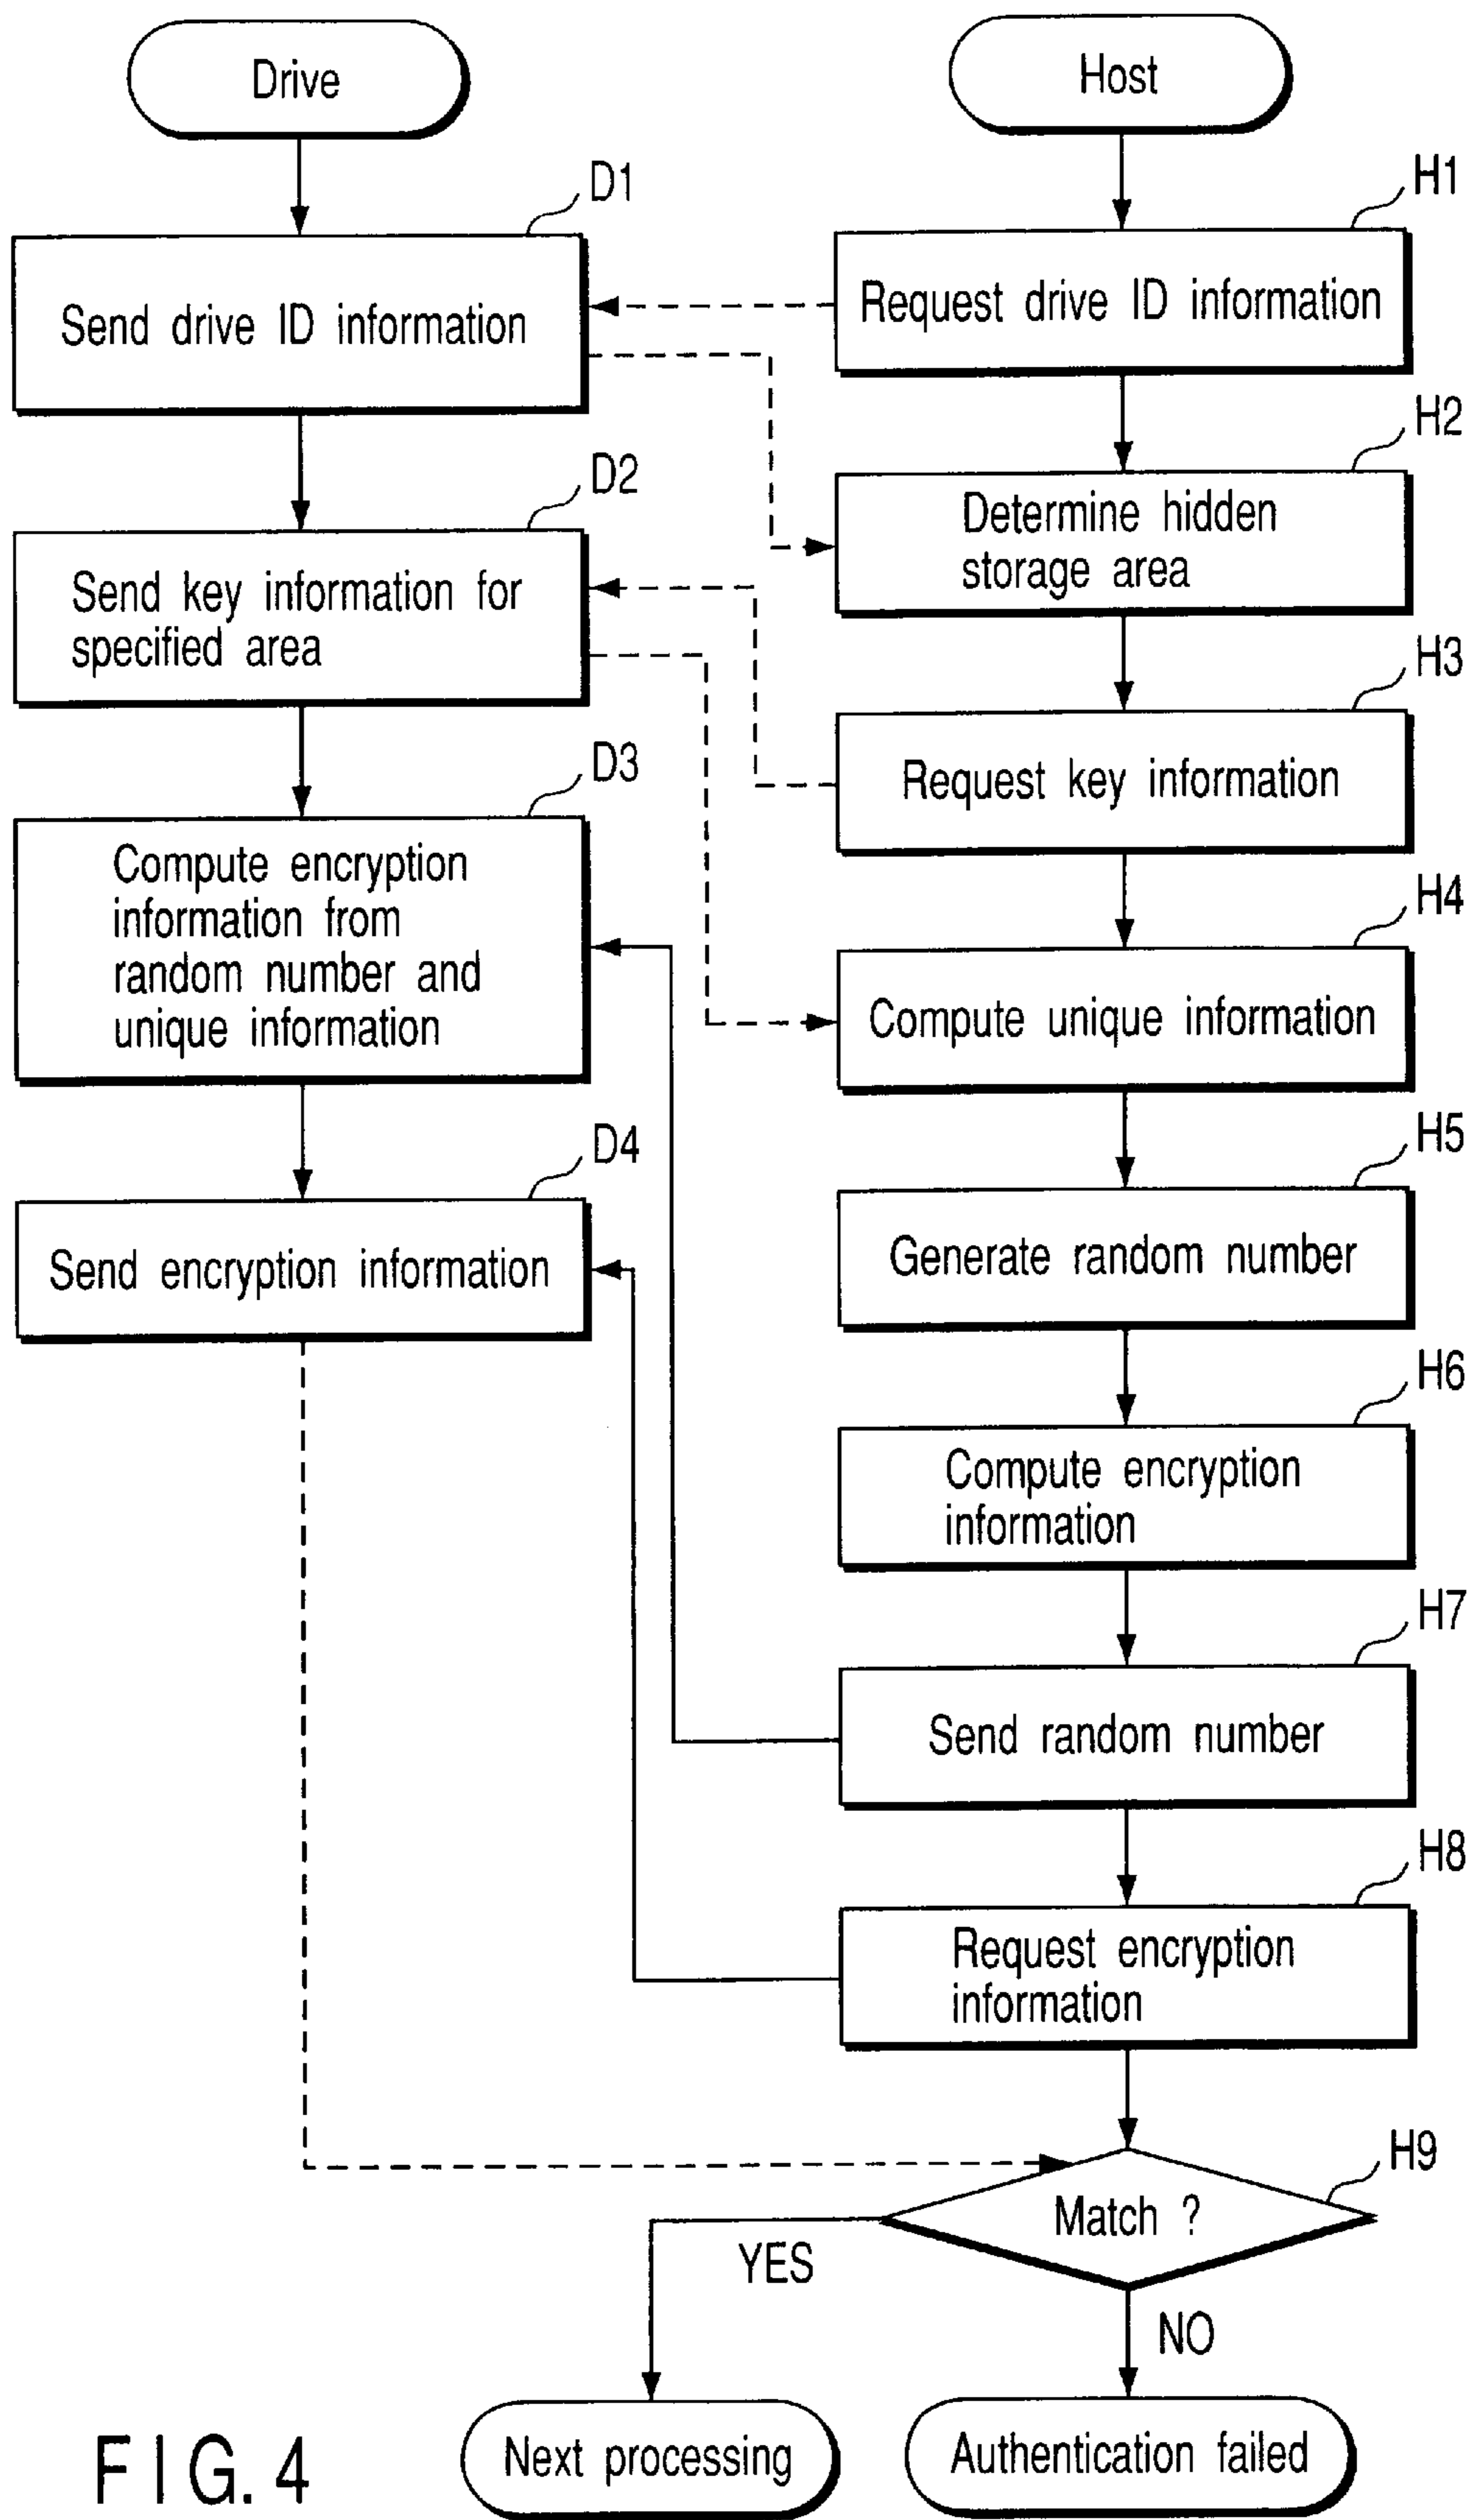 Drive
Host
D1
H1
Send drive ID information
Request drive ID information
D2
H2
Send key information for
specified area
Determine hidden
storage area
D3
H3
Compute encryption
information from
random number and
unique information
Request key information
H4
Compute unique information
D4
H5
Send encryption information
Generate random number
H6
Compute encryption
information
H7
Send random number
H8
Request encryption
information
H9
Match ?
YES
NO
Next processing
Authentication failed
FIG. 4